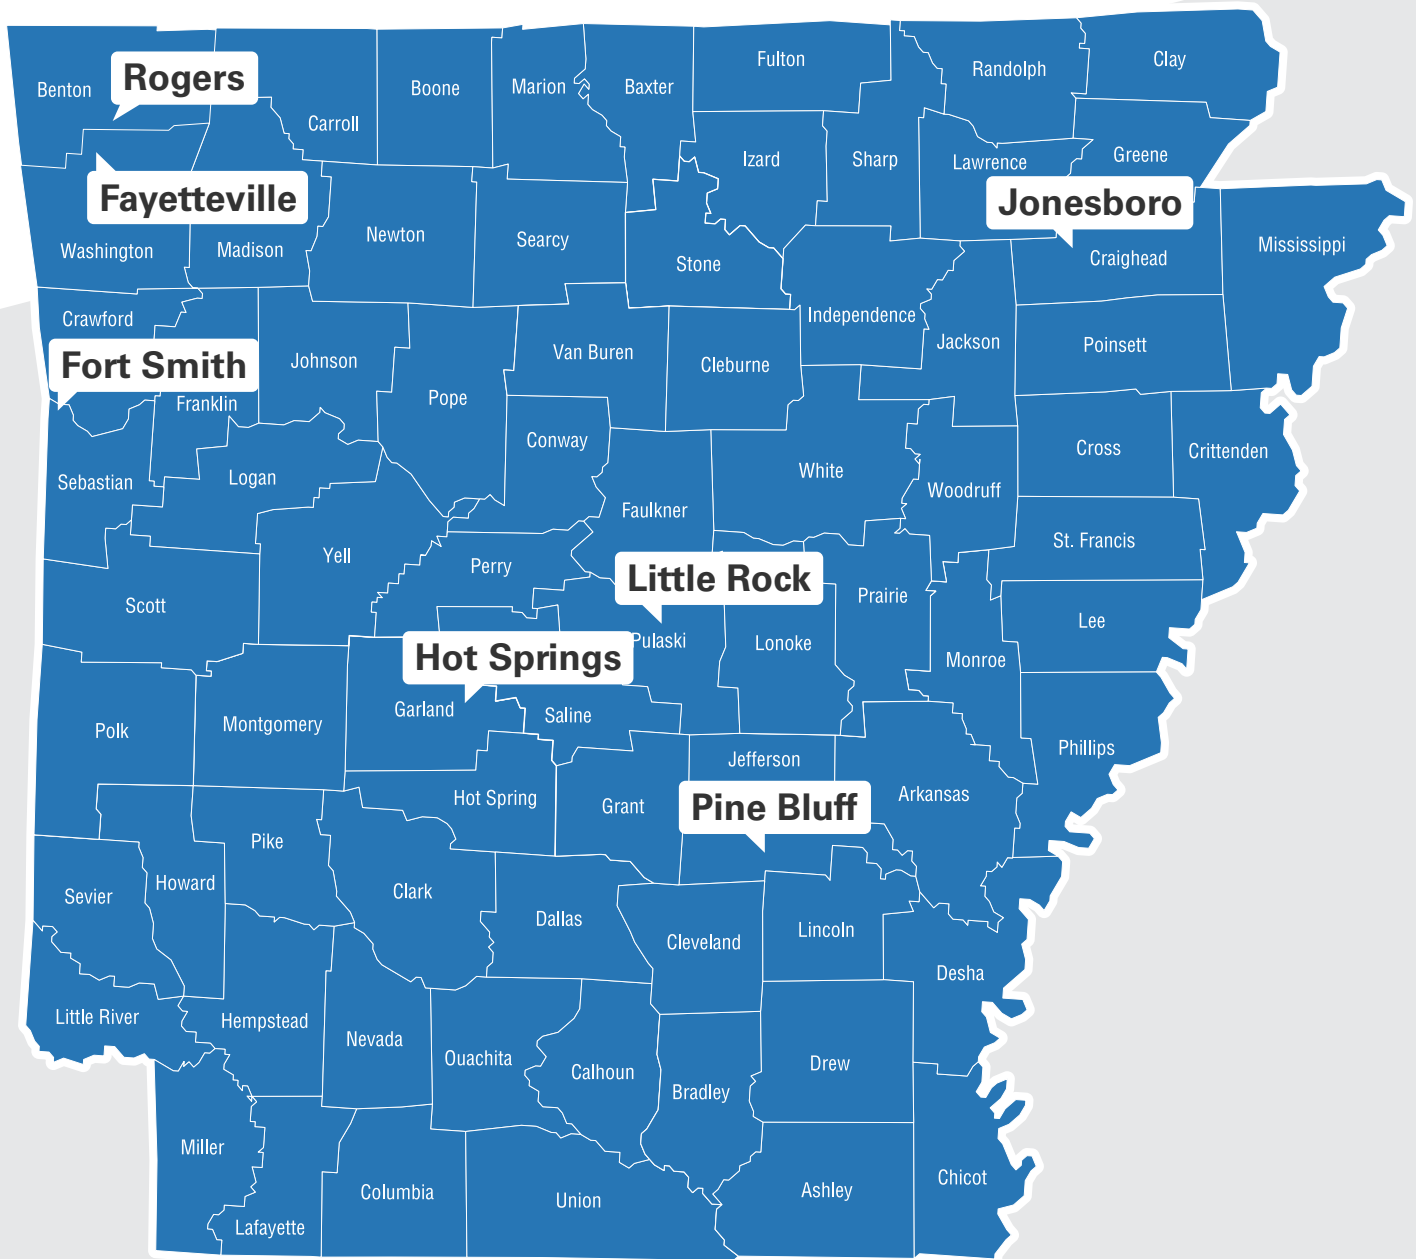 Fulton
Clay
Randolph
Rogers
Benton
Boone
Marion
Baxter
Carroll
Izard
Sharp
Lawrence
Greene
Fayetteville
Jonesboro
Newton
Searcy
Washington
Madison
Stone
Craighead
Mississippi
Crawford
Independence
Jackson
Poinsett
Van Buren
Johnson
Cleburne
Fort Smith
Pope
Franklin
Conway
Cross
Crittenden
White
Logan
Sebastian
Woodruff
Faulkner
St. Francis
Yell
Perry
Little Rock
Prairie
Scott
Lee
Pulaski
Lonoke
Hot Springs
Monroe
Garland
Saline
Montgomery
Polk
Phillips
Jefferson
Arkansas
Hot Spring
Grant
Pine Bluff
Pike
Howard
Clark
Sevier
Dallas
Lincoln
Cleveland
Desha
Little River
Hempstead
Nevada
Ouachita
Calhoun
Drew
Bradley
Miller
Chicot
Columbia
Ashley
Union
Lafayette